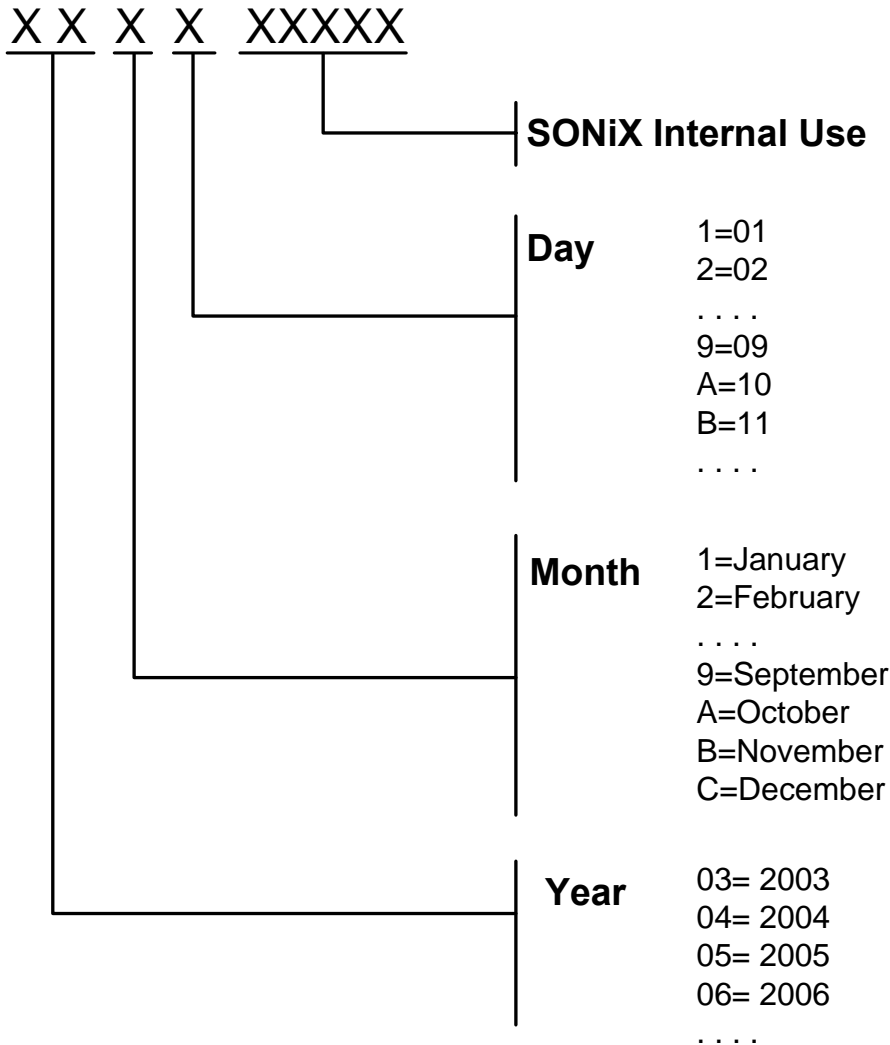 X X X X XXXXX
SONiX Internal Use
Day
1=01
2=02
. . . .
9=09
A=10
B=11
. . . .
Month
1=January
2=February
. . . .
9=September
A=October
B=November
C=December
Year
03= 2003
04= 2004
05= 2005
06= 2006
. . . .